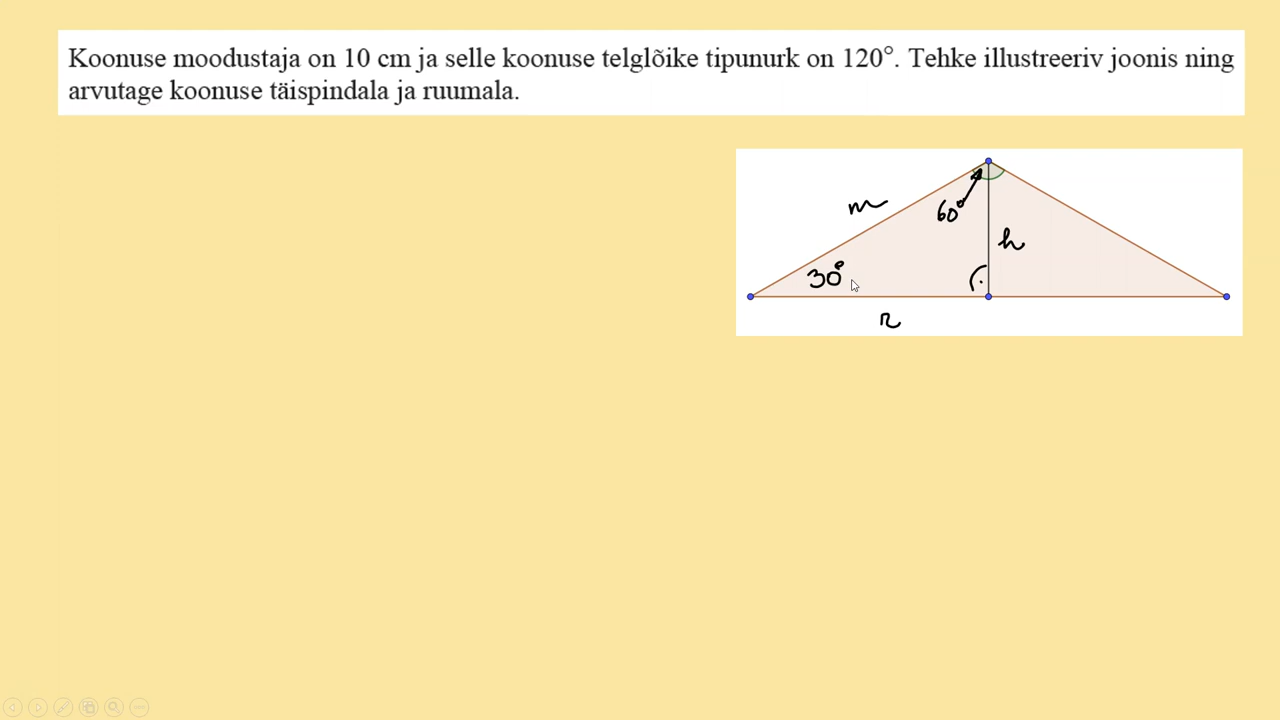 Koonuse moodustaja on 10 cm ja selle koonuse telglõike tipunurk on 120°. Tehke illustreeriv joonis ning
arvutage koonuse täispindala ja ruumala.
m
60°
h
30°
r